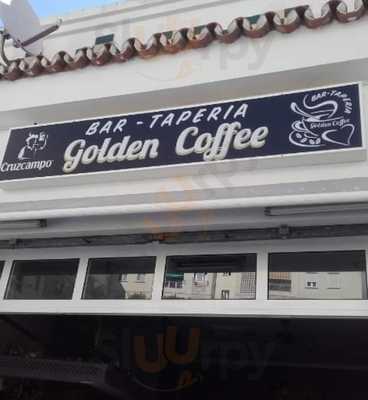 BAR - TAPERIA
Golden Coffee
Cruzcampo
BAR-TAPERIA
Golden Coffee